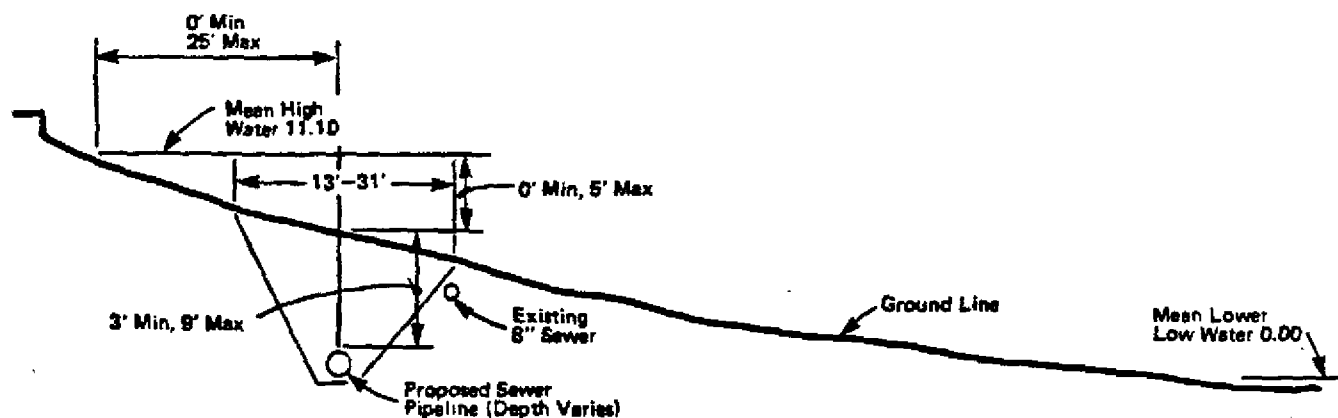 0' Min
25' Max
Mean High
Water 11.10
13'-31'
0' Min, 5' Max
3' Min, 9' Max
Existing
8" Sewer
Ground Line
Mean Lower
Low Water 0.00
Proposed Sewer
Pipeline (Depth Varies)